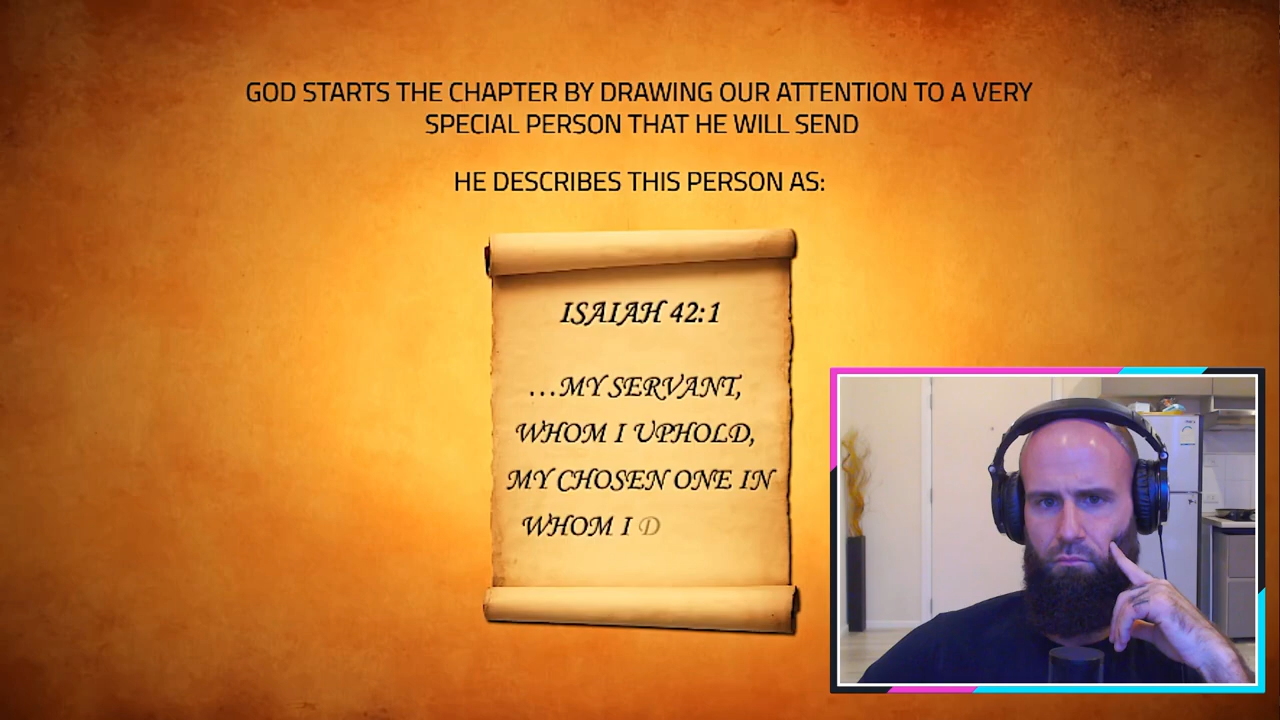 GOD STARTS THE CHAPTER BY DRAWING OUR ATTENTION TO A VERY
SPECIAL PERSON THAT HE WILL SEND
HE DESCRIBES THIS PERSON AS:
ISAIAH 42:1
...MY SERVANT,
WHOM I UPHOLD,
MY CHOSEN ONE IN
WHOM I D